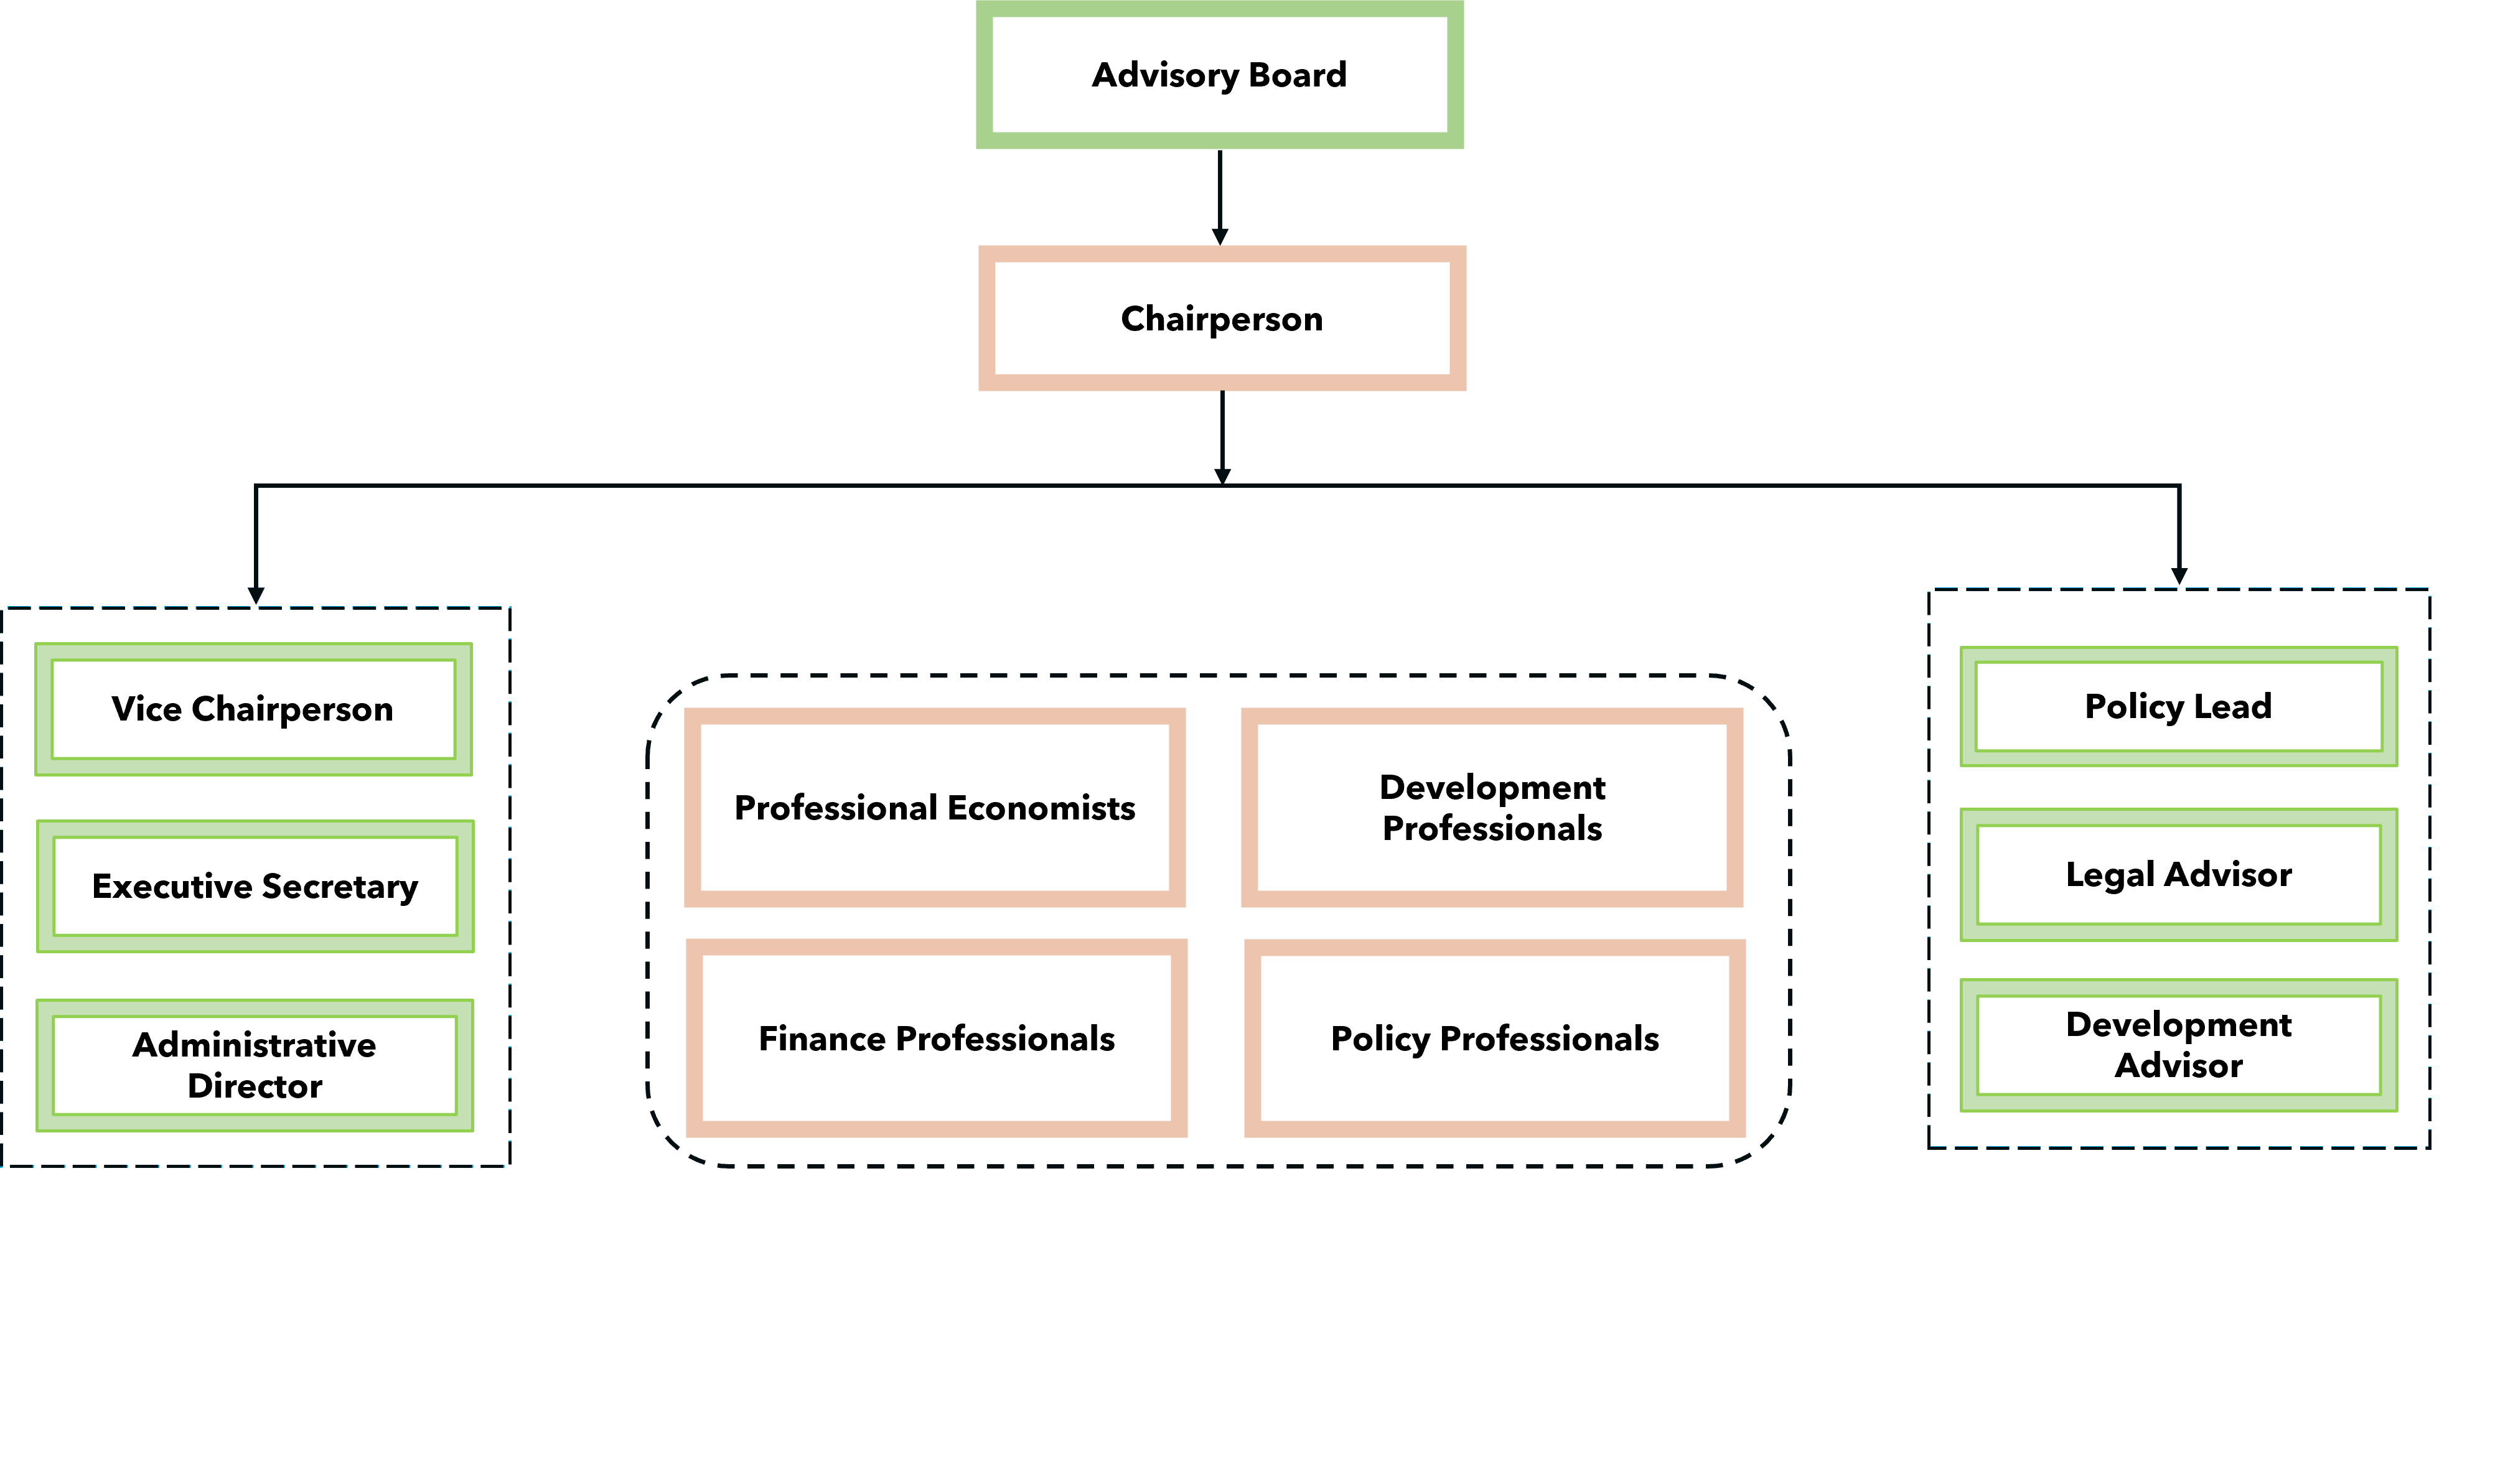 Advisory Board
Chairperson
Vice Chairperson
Executive Secretary
Administrative
Director
Professional Economists
Development
Professionals
Finance Professionals
Policy Professionals
Policy Lead
Legal Advisor
Development
Advisor